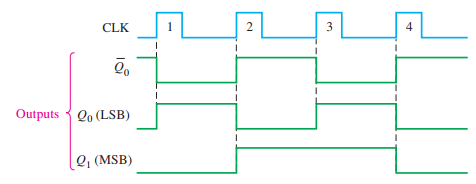 CLK 1 2 3 4
Q̅₀
Outputs Q₀ (LSB)
Q₁ (MSB)